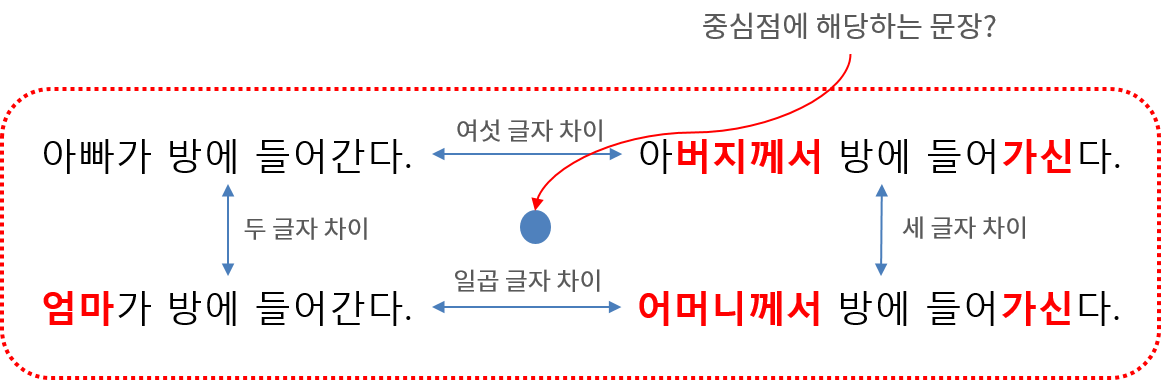 중심점에 해당하는 문장?
여섯 글자 차이
아빠가 방에 들어간다.
아버지께서 방에 들어가신다.
두 글자 차이
세 글자 차이
일곱 글자 차이
엄마가 방에 들어간다.
어머니께서 방에 들어가신다.